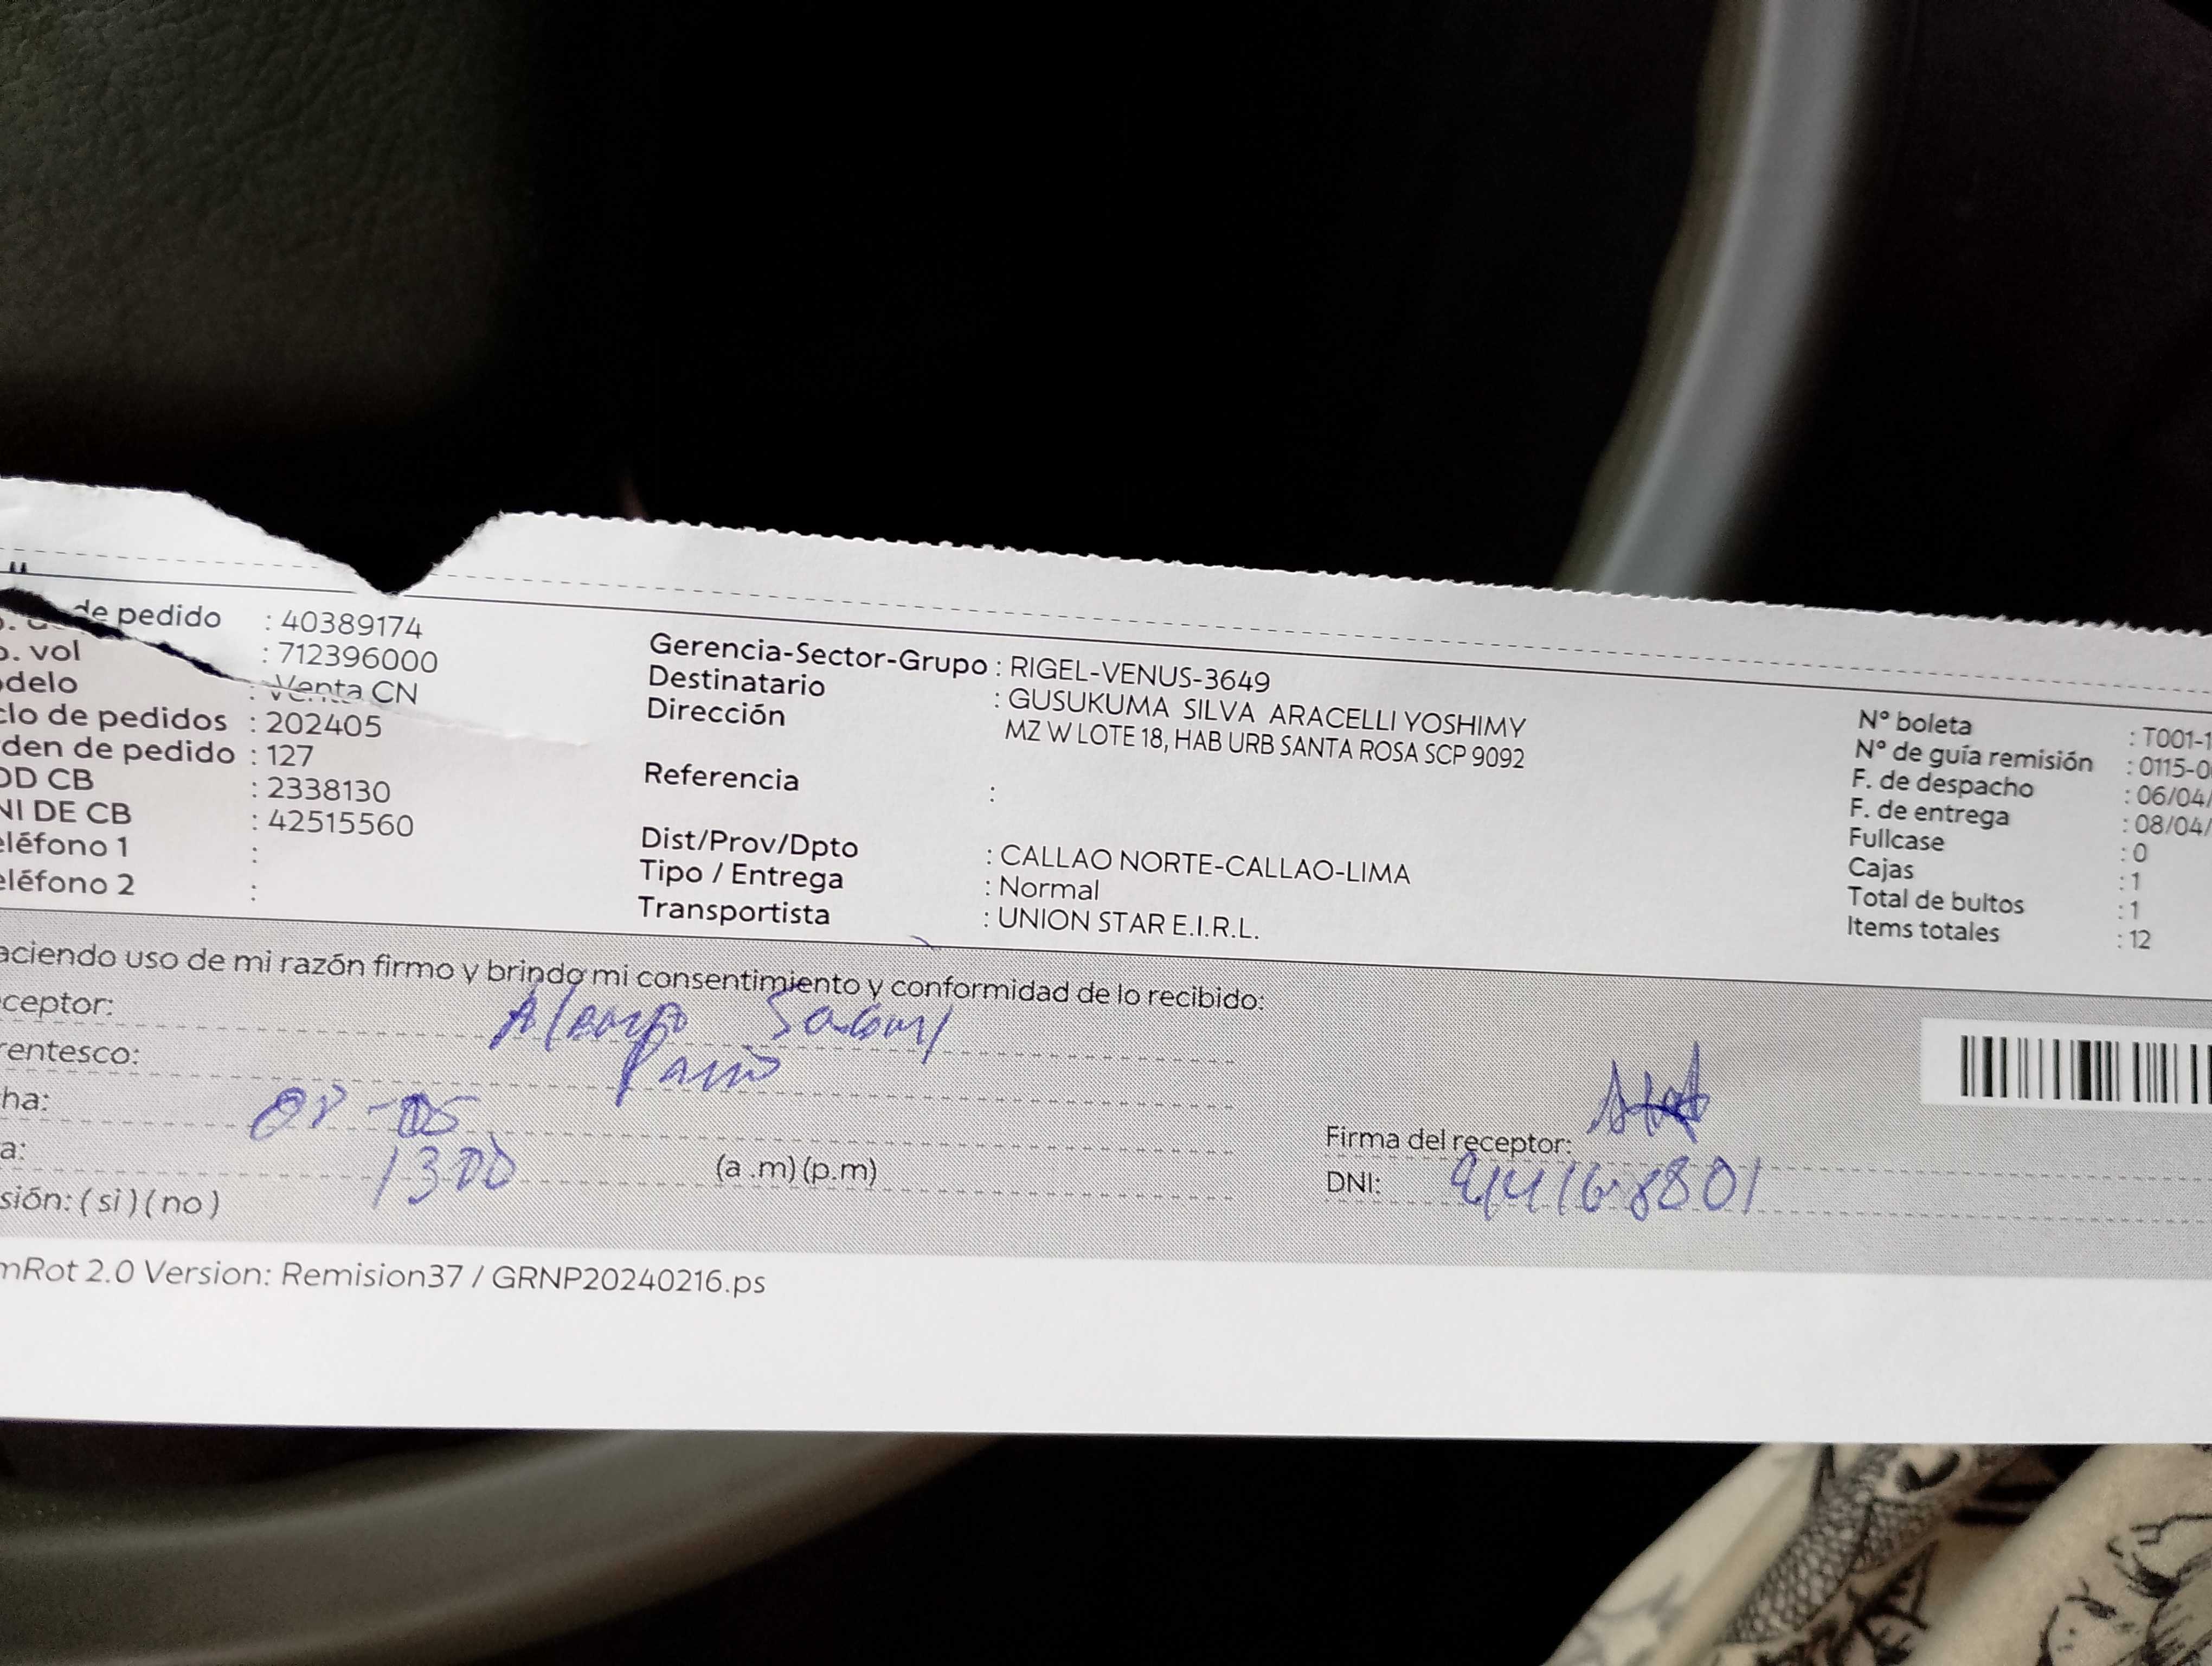 de pedido : 40389174
o. vol : 712396000
odelo : Venta CN
clo de pedidos : 202405
den de pedido : 127
OD CB : 2338130
NI DE CB : 42515560
eléfono 1 :
eléfono 2 :
Gerencia-Sector-Grupo : RIGEL-VENUS-3649
Destinatario : GUSUKUMA SILVA ARACELLI YOSHIMY
Dirección MZ W LOTE 18, HAB URB SANTA ROSA SCP 9092
Referencia :
Dist/Prov/Dpto : CALLAO NORTE-CALLAO-LIMA
Tipo / Entrega : Normal
Transportista : UNION STAR E.I.R.L.
Nº boleta : T001-1
Nº de guía remisión : 0115-0
F. de despacho : 06/04/
F. de entrega : 08/04/
Fullcase : 0
Cajas : 1
Total de bultos : 1
Items totales : 12
aciendo uso de mi razón firmo y brindo mi consentimiento y conformidad de lo recibido:
ceptor:
rentesco:
ha:
a: 1300 (a .m) (p.m)
sión: ( si ) ( no )
Firma del receptor:
DNI:
mRot 2.0 Version: Remision37 / GRNP20240216.ps